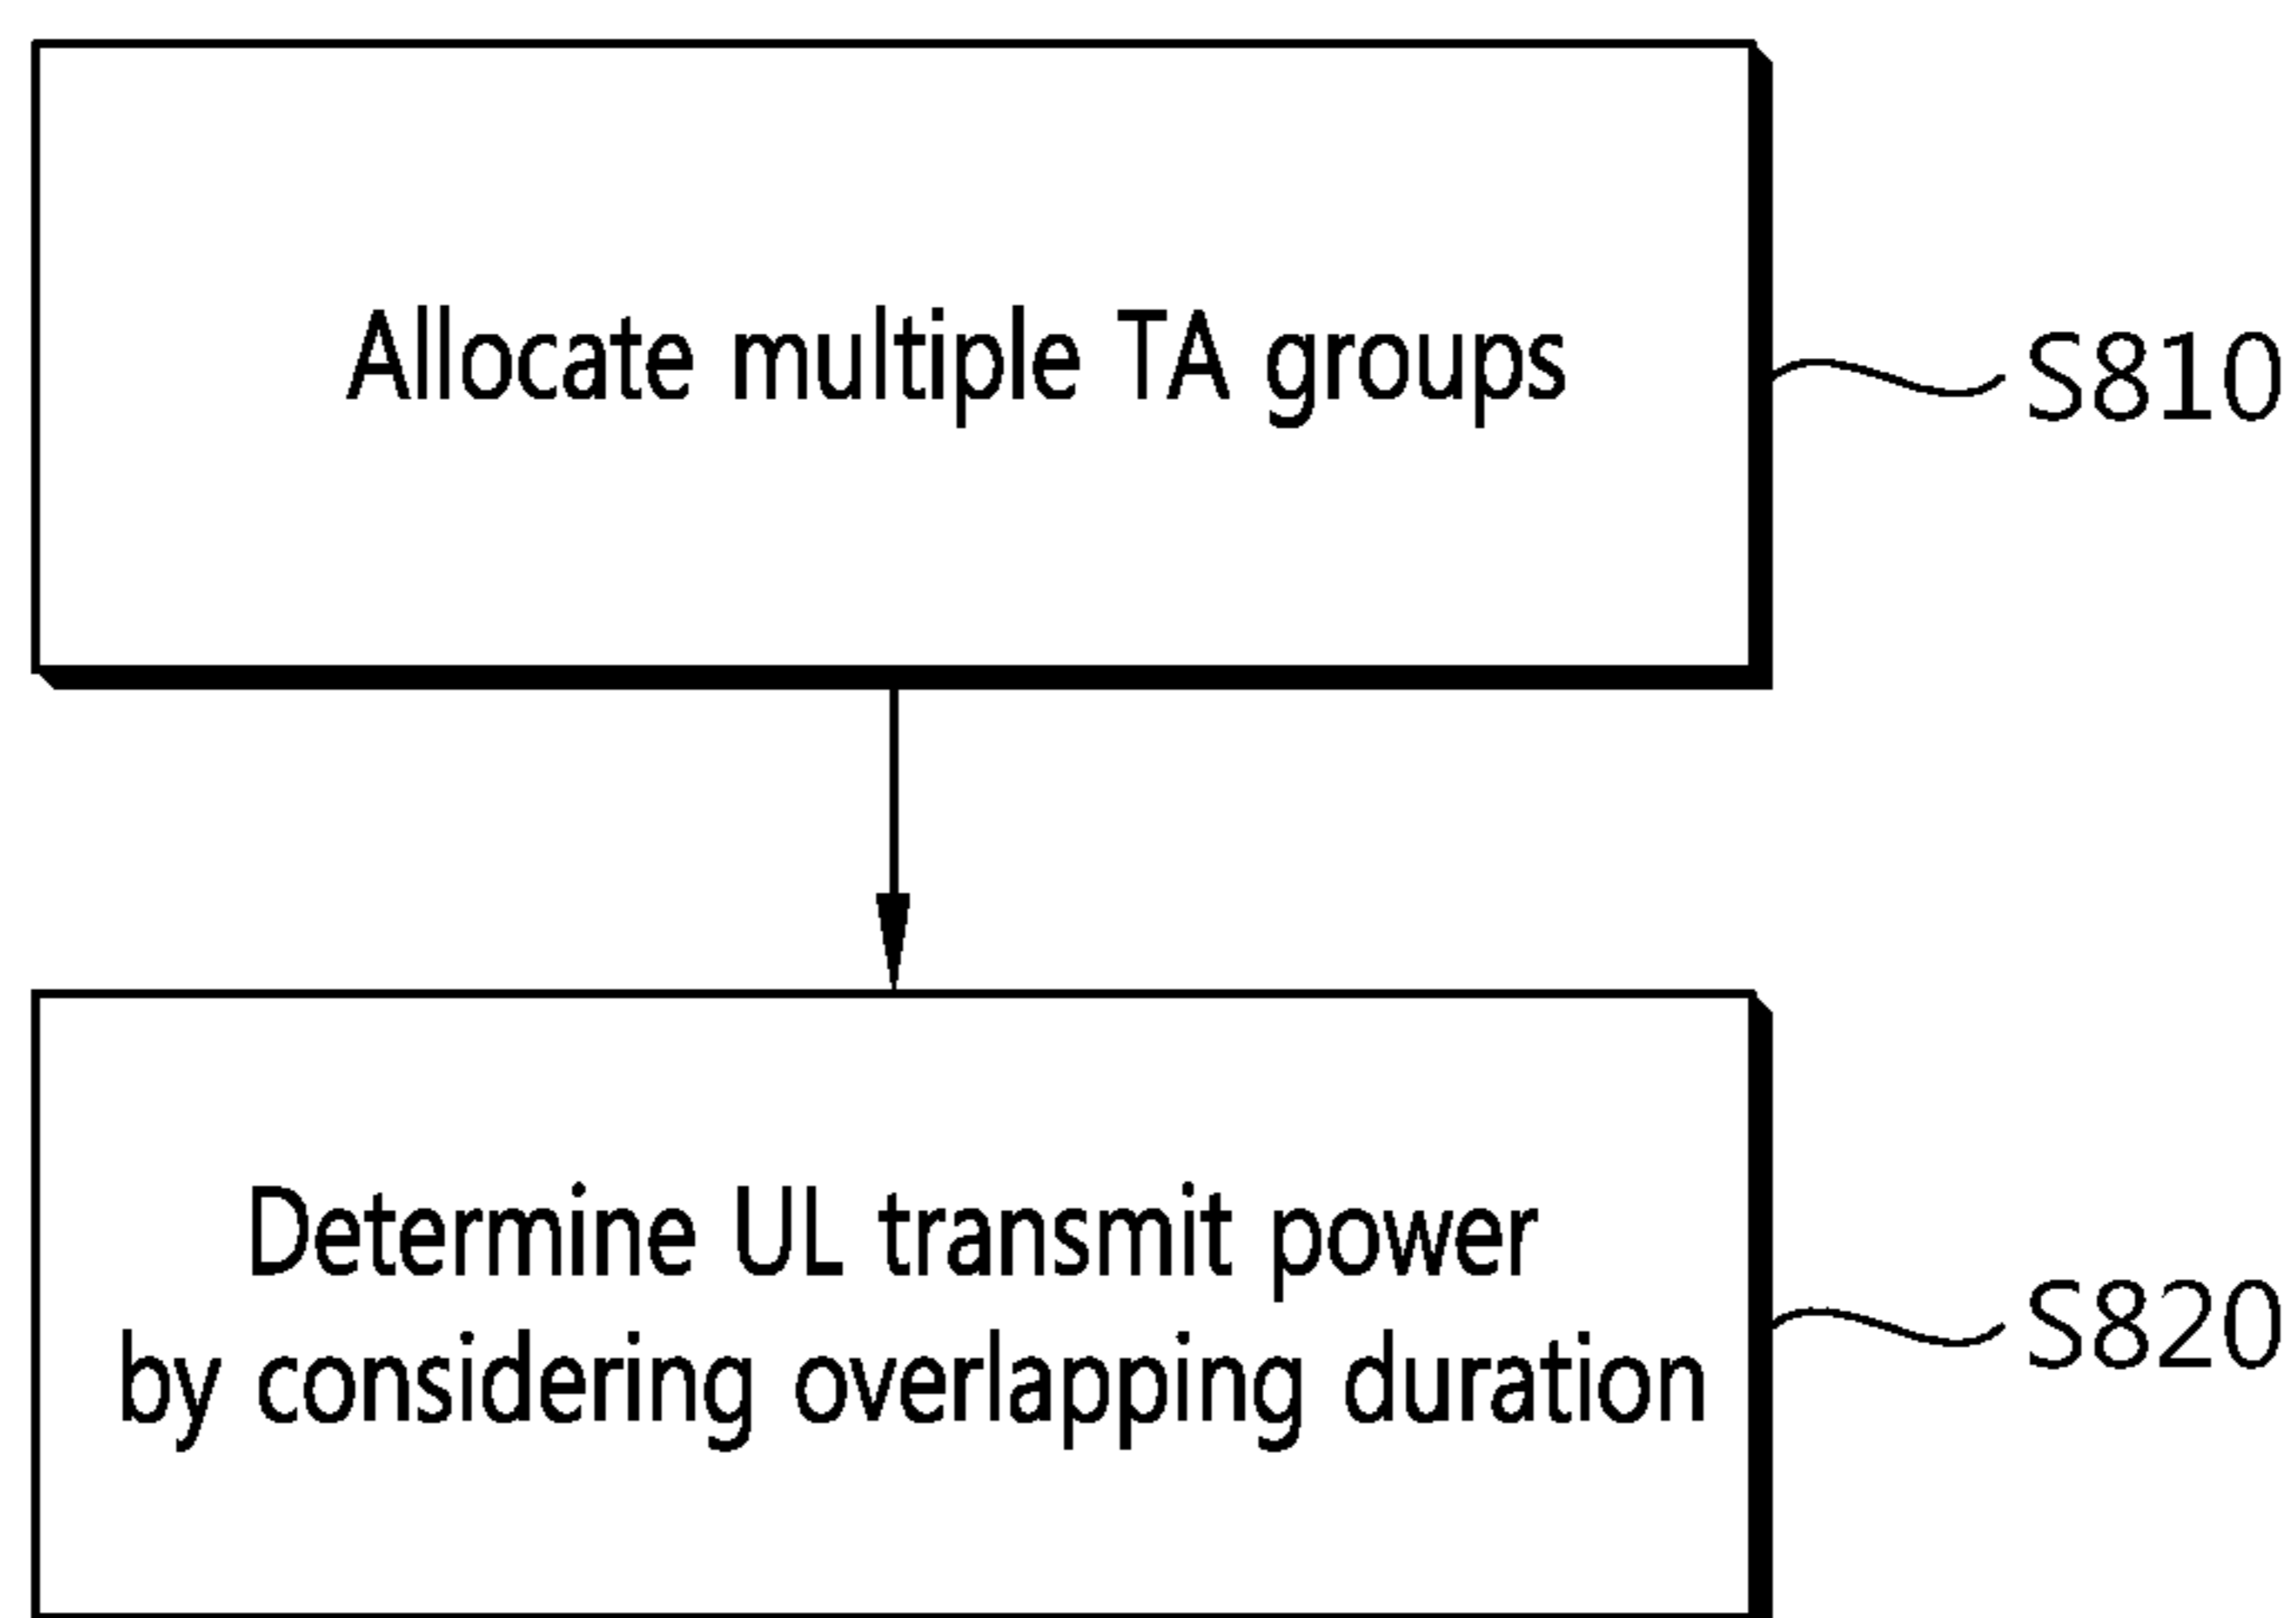 Allocate multiple TA groups
S810
Determine UL transmit power
by considering overlapping duration
S820